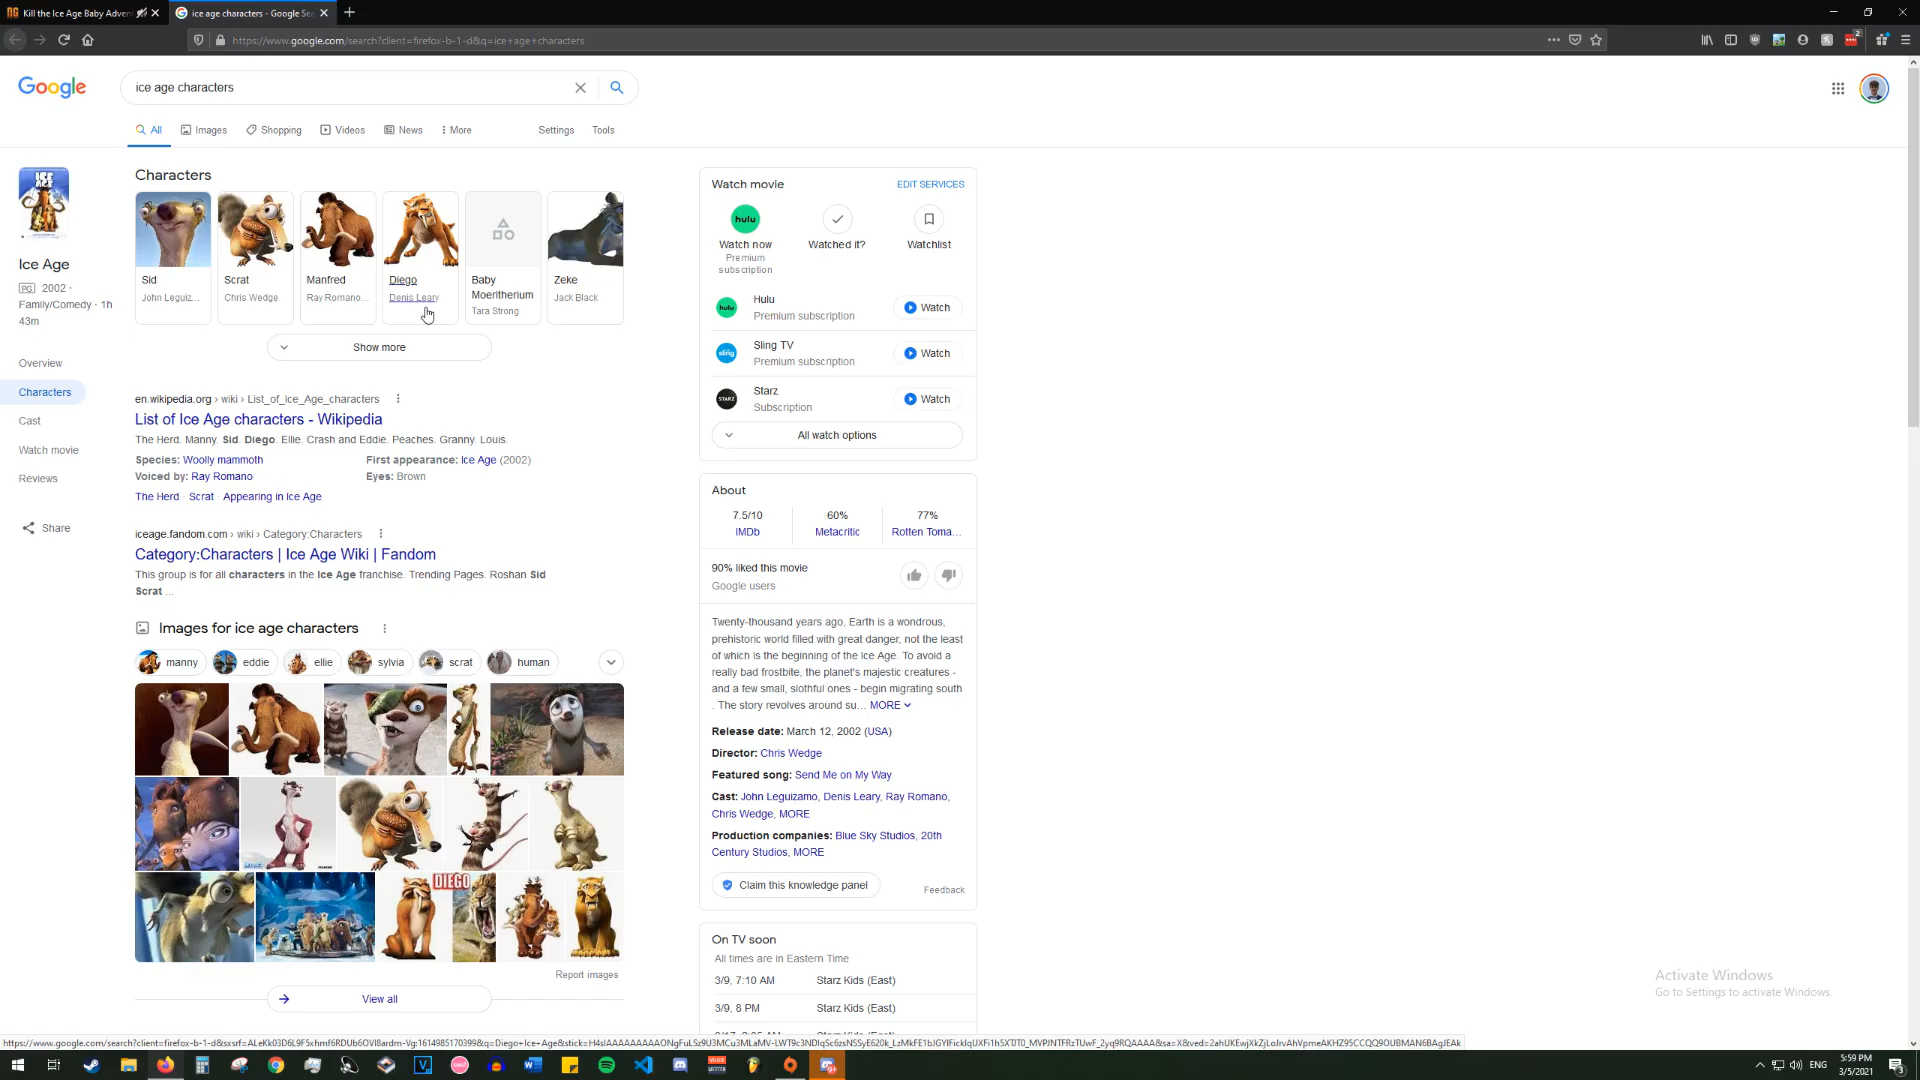 Kill the Ice Age Baby Adven
ice age characters - Google Sea
https://www.google.com/search?client=firefox-b-1-d&q=ice+age+characters
2
Google
ice age characters
All
Images
Shopping
Videos
News
More
Settings
Tools
ICE AGE
Ice Age
PG 2002 ·
Family/Comedy · 1h
43m
Overview
Characters
Cast
Watch movie
Reviews
Share
Characters
Sid
John Leguiz...
Scrat
Chris Wedge
Manfred
Ray Romano...
Diego
Denis Leary
Baby
Moeritherium
Tara Strong
Zeke
Jack Black
Show more
en.wikipedia.org › wiki › List_of_Ice_Age_characters
List of Ice Age characters - Wikipedia
The Herd. Manny. Sid. Diego. Ellie. Crash and Eddie. Peaches. Granny. Louis.
Species: Woolly mammoth
First appearance: Ice Age (2002)
Voiced by: Ray Romano
Eyes: Brown
The Herd · Scrat · Appearing in Ice Age
iceage.fandom.com › wiki › Category:Characters
Category:Characters | Ice Age Wiki | Fandom
This group is for all characters in the Ice Age franchise. Trending Pages. Roshan Sid
Scrat ...
Images for ice age characters
manny
eddie
ellie
sylvia
scrat
human
DIEGO
Report images
View all
Watch movie
EDIT SERVICES
hulu
Watch now
Premium
subscription
Watched it?
Watchlist
hulu
Hulu
Premium subscription
Watch
sling
Sling TV
Premium subscription
Watch
STARZ
Starz
Subscription
Watch
All watch options
About
7.5/10
IMDb
60%
Metacritic
77%
Rotten Toma...
90% liked this movie
Google users
Twenty-thousand years ago, Earth is a wondrous,
prehistoric world filled with great danger, not the least
of which is the beginning of the Ice Age. To avoid a
really bad frostbite, the planet's majestic creatures -
and a few small, slothful ones - begin migrating south
. The story revolves around su... MORE
Release date: March 12, 2002 (USA)
Director: Chris Wedge
Featured song: Send Me on My Way
Cast: John Leguizamo, Denis Leary, Ray Romano,
Chris Wedge, MORE
Production companies: Blue Sky Studios, 20th
Century Studios, MORE
Claim this knowledge panel
Feedback
On TV soon
All times are in Eastern Time
3/9, 7:10 AM
Starz Kids (East)
3/9, 8 PM
Starz Kids (East)
Activate Windows
Go to Settings to activate Windows.
ENG
5:59 PM
3/5/2021